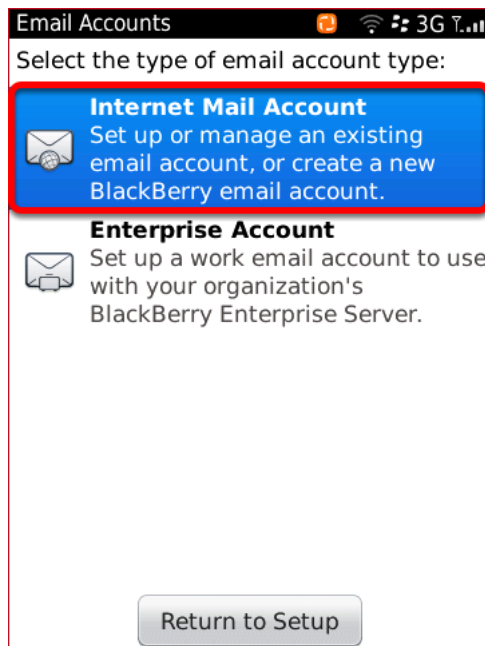 Email Accounts 3G
Select the type of email account type:
Internet Mail Account
Set up or manage an existing
email account, or create a new
BlackBerry email account.
Enterprise Account
Set up a work email account to use
with your organization's
BlackBerry Enterprise Server.
Return to Setup